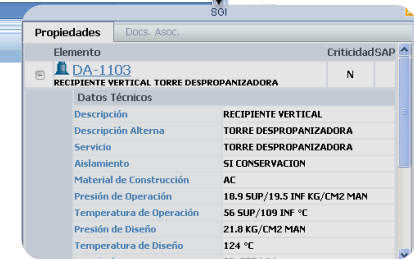 SGI
Propiedades Docs. Asoc.
Elemento Criticidad SAP
DA-1103 N
RECIPIENTE VERTICAL TORRE DESPROPANIZADORA
Datos Técnicos
Descripción RECIPIENTE VERTICAL
Descripción Alterna TORRE DESPROPANIZADORA
Servicio TORRE DESPROPANIZADORA
Aislamiento SI CONSERVACION
Material de Construcción AC
Presión de Operación 18.9 SUP/19.5 INF KG/CM2 MAN
Temperatura de Operación 56 SUP/109 INF °C
Presión de Diseño 21.8 KG/CM2 MAN
Temperatura de Diseño 124 °C